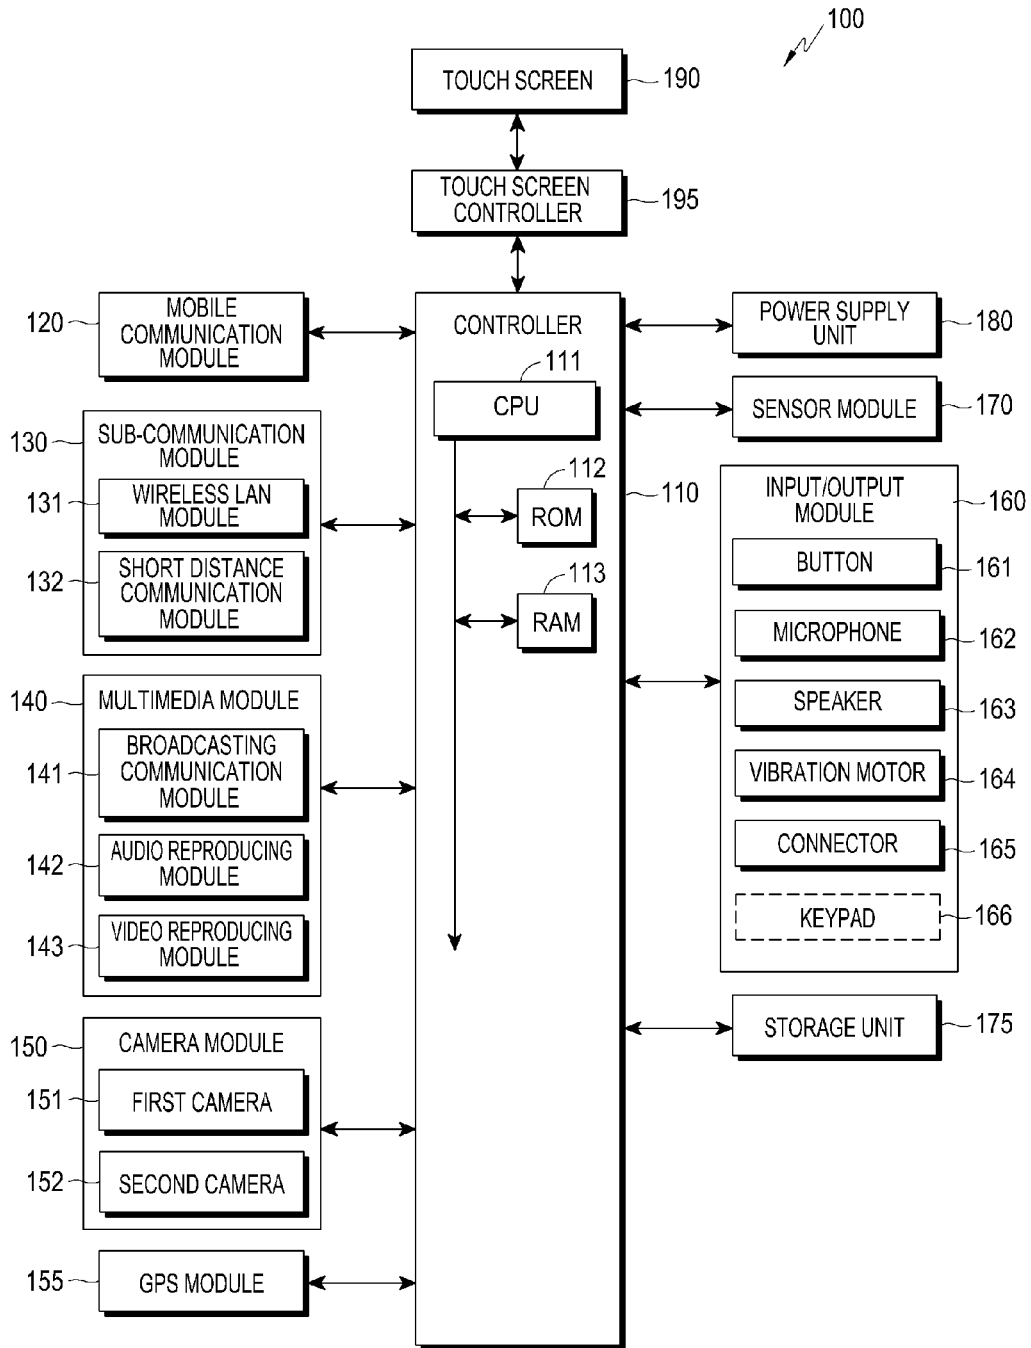 100
TOUCH SCREEN
190
TOUCH SCREEN
CONTROLLER
195
120
MOBILE
COMMUNICATION
MODULE
130
SUB-COMMUNICATION
MODULE
131
WIRELESS LAN
MODULE
132
SHORT DISTANCE
COMMUNICATION
MODULE
140
MULTIMEDIA MODULE
141
BROADCASTING
COMMUNICATION
MODULE
142
AUDIO REPRODUCING
MODULE
143
VIDEO REPRODUCING
MODULE
150
CAMERA MODULE
151
FIRST CAMERA
152
SECOND CAMERA
155
GPS MODULE
CONTROLLER
111
CPU
112
ROM
113
RAM
110
POWER SUPPLY
UNIT
180
SENSOR MODULE
170
INPUT/OUTPUT
MODULE
160
BUTTON
161
MICROPHONE
162
SPEAKER
163
VIBRATION MOTOR
164
CONNECTOR
165
KEYPAD
166
STORAGE UNIT
175